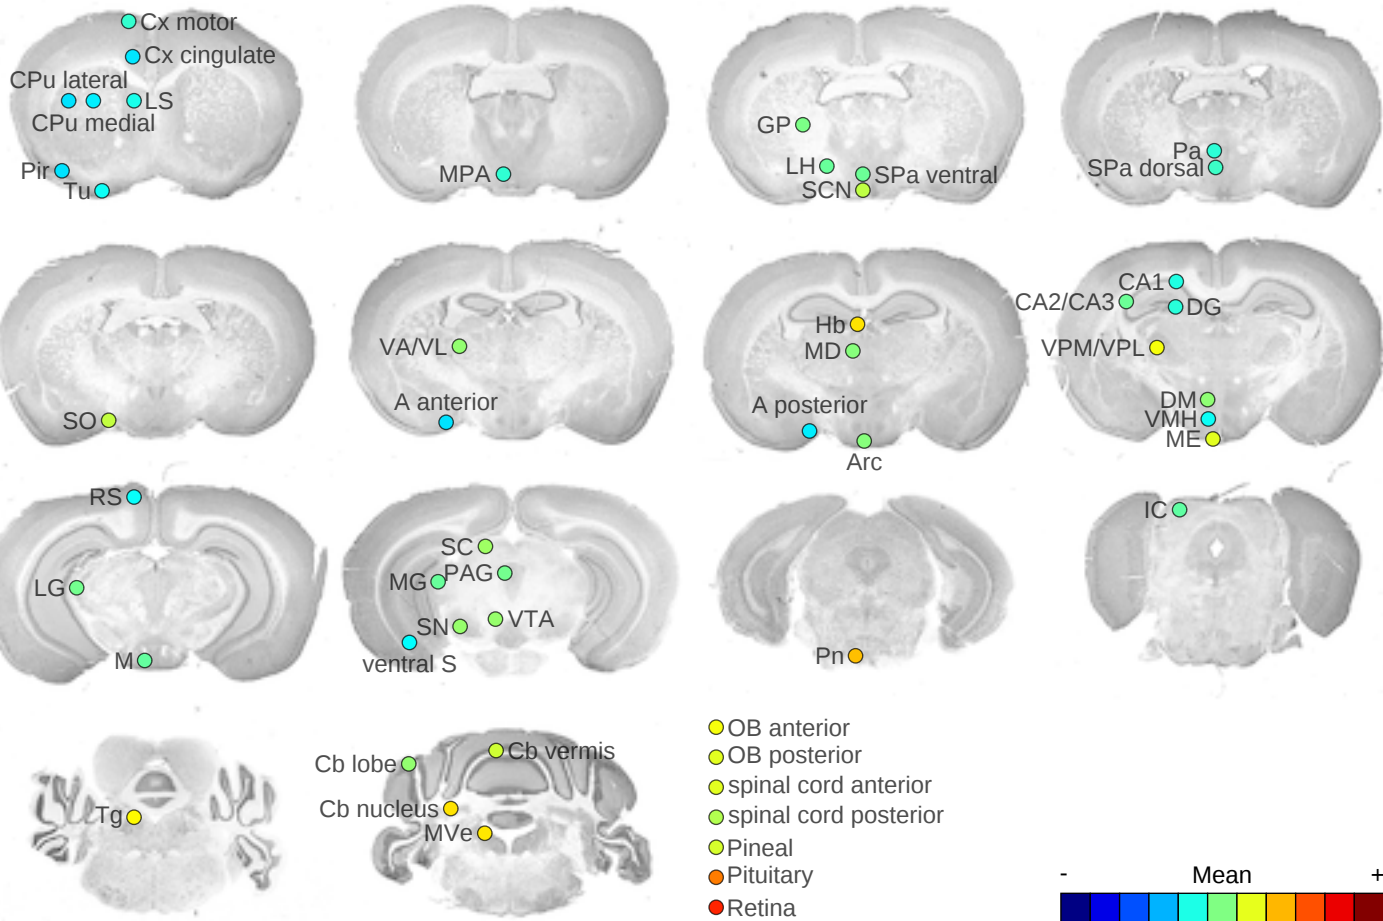 Cx motor
Cx cingulate
CPu lateral
LS
CPu medial
Pir
Tu
MPA
GP
LH
SPa ventral
SCN
Pa
SPa dorsal
SO
VA/VL
A anterior
Hb
MD
A posterior
Arc
CA1
CA2/CA3
DG
VPM/VPL
DM
VMH
ME
RS
LG
M
SC
MG
PAG
SN
VTA
ventral S
Pn
IC
Tg
Cb lobe
Cb vermis
Cb nucleus
MVe
OB anterior
OB posterior
spinal cord anterior
spinal cord posterior
Pineal
Pituitary
Retina
- Mean +